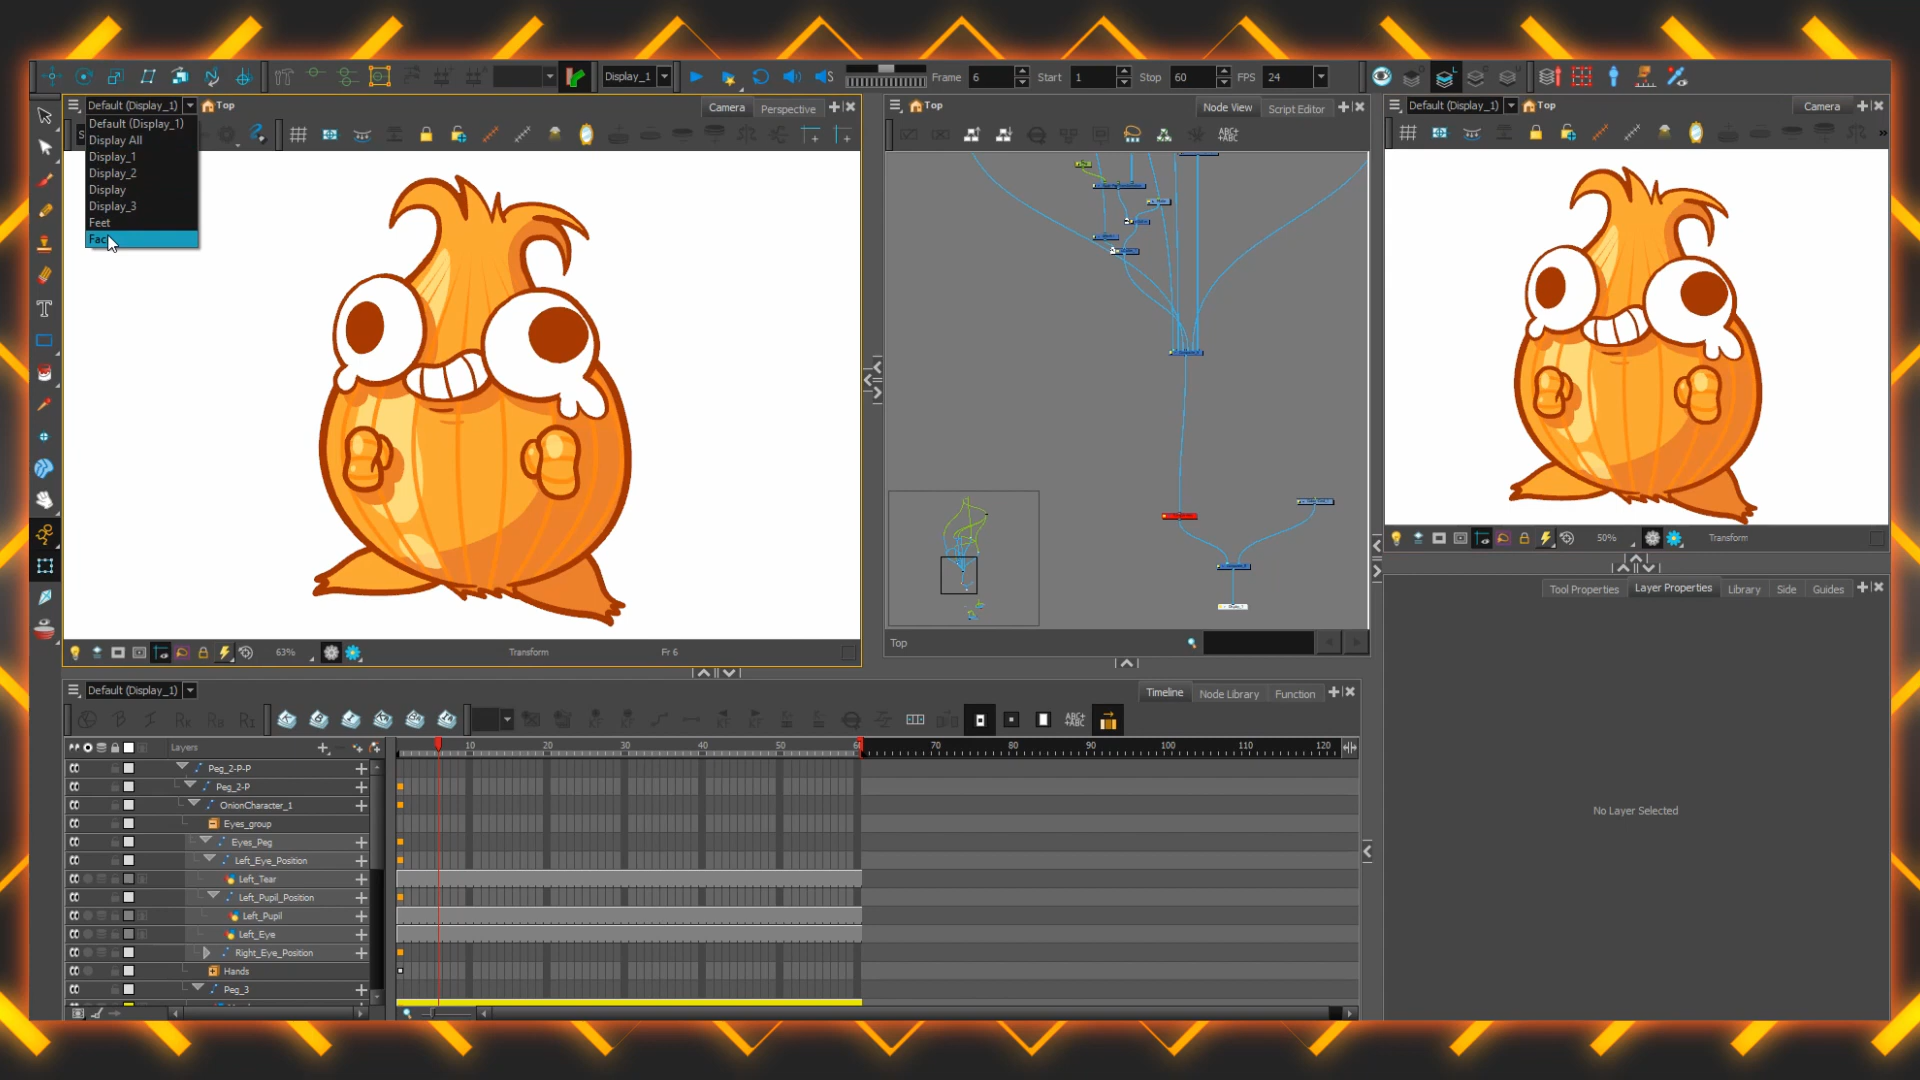 Display_1
Frame 6
Start 1
Stop 60
FPS 24
Default (Display_1)
Top
Camera
Perspective
Default (Display_1)
Display All
Display_1
Display_2
Display
Display_3
Feet
63%
Transform
Fr 6
Top
Node View
Script Editor
ABC+
+ABC
Top
Default (Display_1)
Top
Camera
50%
Transform
Tool Properties
Layer Properties
Library
Side
Guides
No Layer Selected
Default (Display_1)
Timeline
Node Library
Function
ABC+
+ABC
Layers
10 20 30 40 50 70 80 90 100 110 120
Peg_2-P-P
Peg_2-P
OnionCharacter_1
Eyes_group
Eyes_Peg
Left_Eye_Position
Left_Tear
Left_Pupil_Position
Left_Pupil
Left_Eye
Right_Eye_Position
Hands
Peg_3